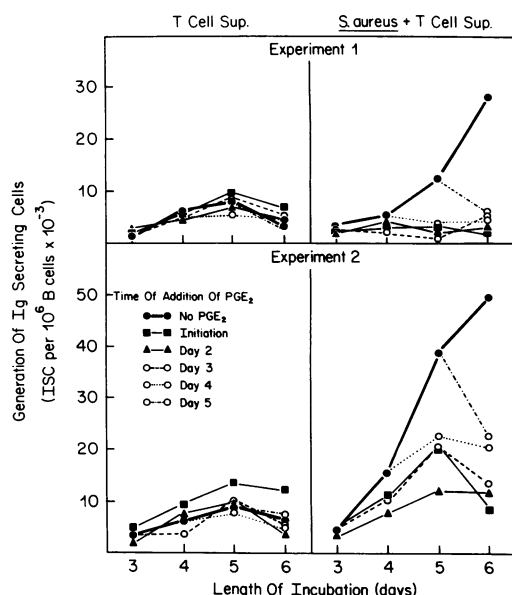 T Cell Sup.
S. aureus + T Cell Sup.
Experiment 1
30
20
10
Experiment 2
50
40
30
20
10
Time Of Addition Of PGE₂
No PGE₂
Initiation
Day 2
Day 3
Day 4
Day 5
3 4 5 6 3 4 5 6
Length Of Incubation (days)
Generation Of Ig Secreting Cells
(ISC per 10⁶ B cells x 10⁻³)